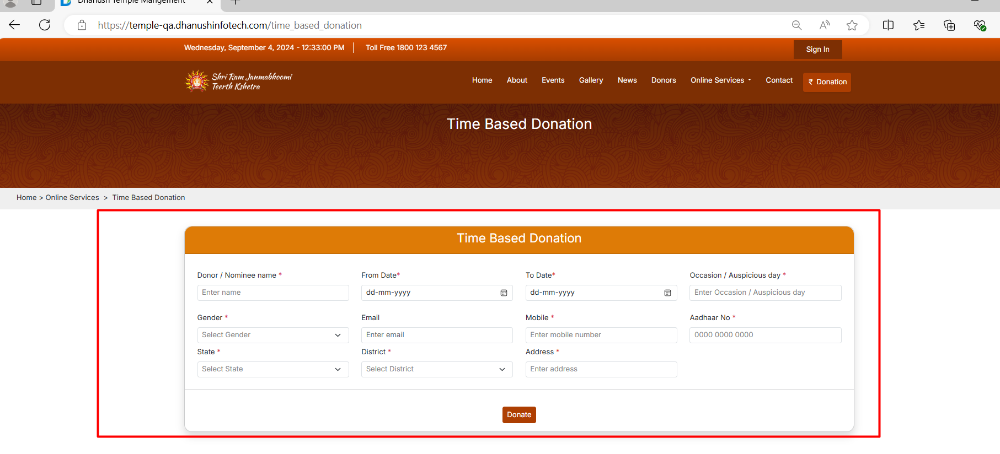 Dhanush Temple Mangement
https://temple-qa.dhanushinfotech.com/time_based_donation
Wednesday, September 4, 2024 - 12:33:00 PM Toll Free 1800 123 4567 Sign In
Shri Ram Janmabhoomi
Teerth Kshetra
Home About Events Gallery News Donors Online Services Contact ₹ Donation
Time Based Donation
Home > Online Services > Time Based Donation
Time Based Donation
Donor / Nominee name * From Date* To Date* Occasion / Auspicious day *
Enter name dd-mm-yyyy dd-mm-yyyy Enter Occasion / Auspicious day
Gender * Email Mobile * Aadhaar No *
Select Gender Enter email Enter mobile number 0000 0000 0000
State * District * Address *
Select State Select District Enter address
Donate